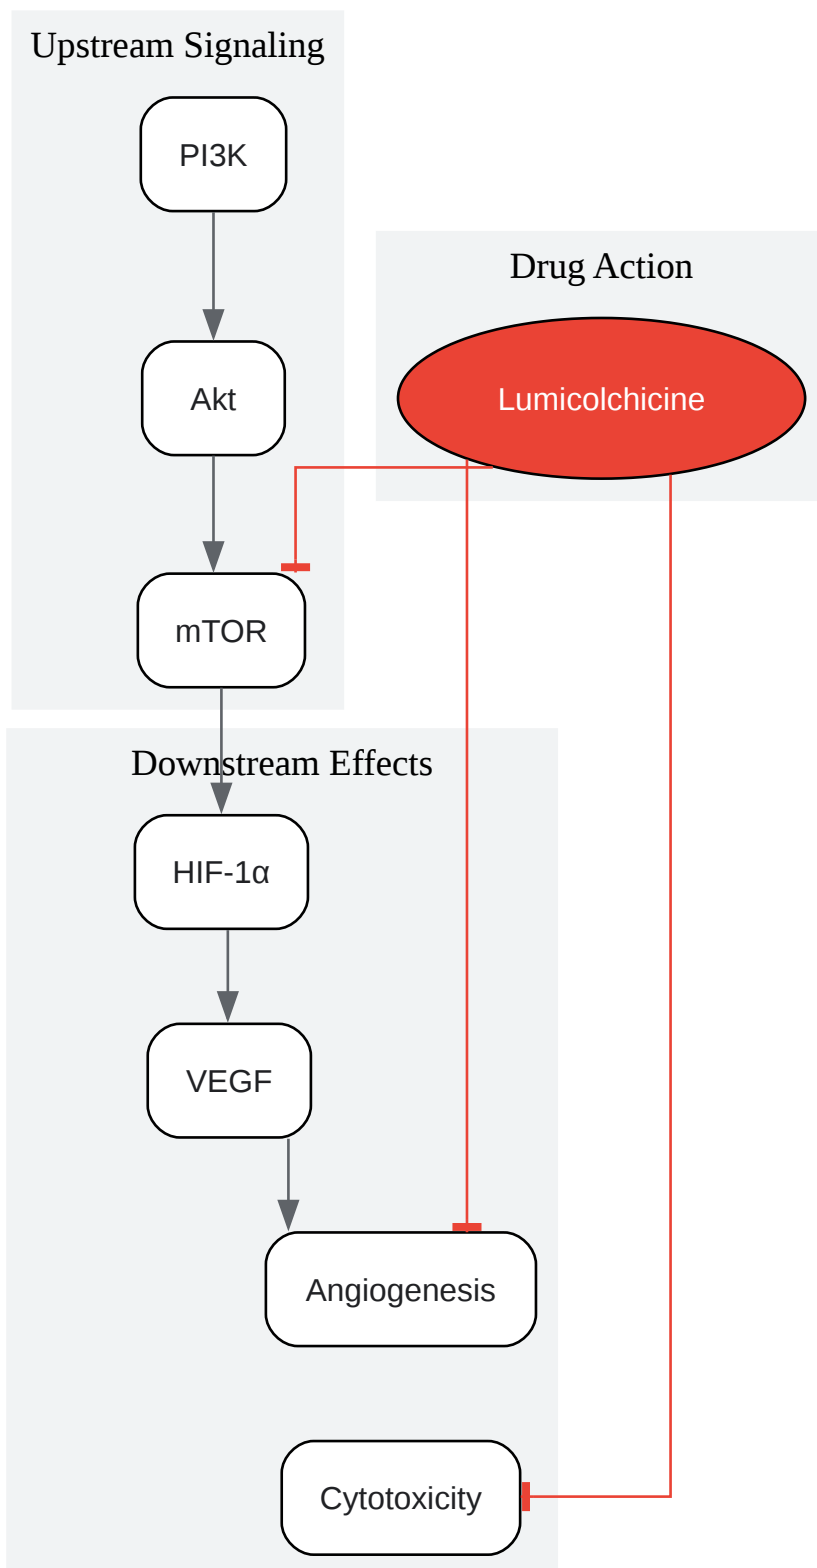 Upstream Signaling
PI3K
Drug Action
Akt
Lumicolchicine
mTOR
Downstream Effects
HIF-1α
VEGF
Angiogenesis
Cytotoxicity